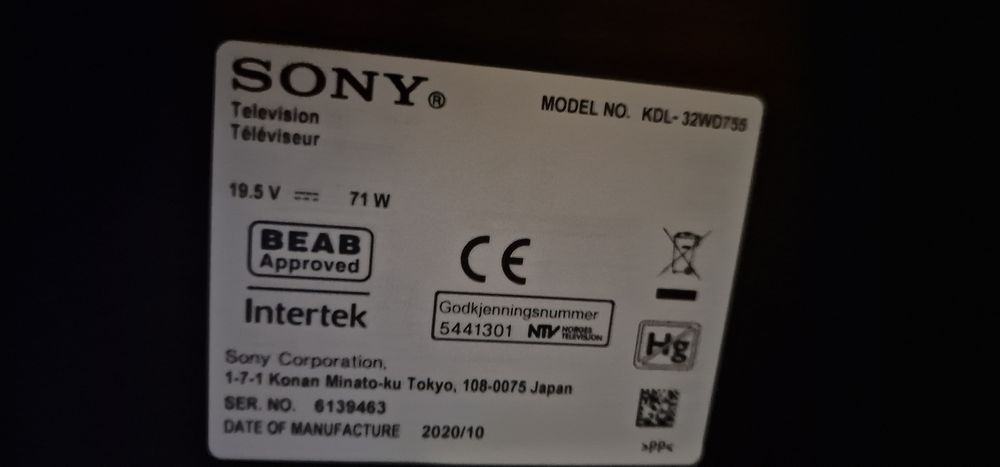 SONY®
MODEL NO. KDL-32WD755
Television
Téléviseur
19.5 V ⎓ 71 W
BEAB
Approved
Intertek
CE
Godkjenningsnummer
5441301 NTV NORGES TELEVISJON
Hg
Sony Corporation,
1-7-1 Konan Minato-ku Tokyo, 108-0075 Japan
SER. NO. 6139463
DATE OF MANUFACTURE 2020/10
>PP<